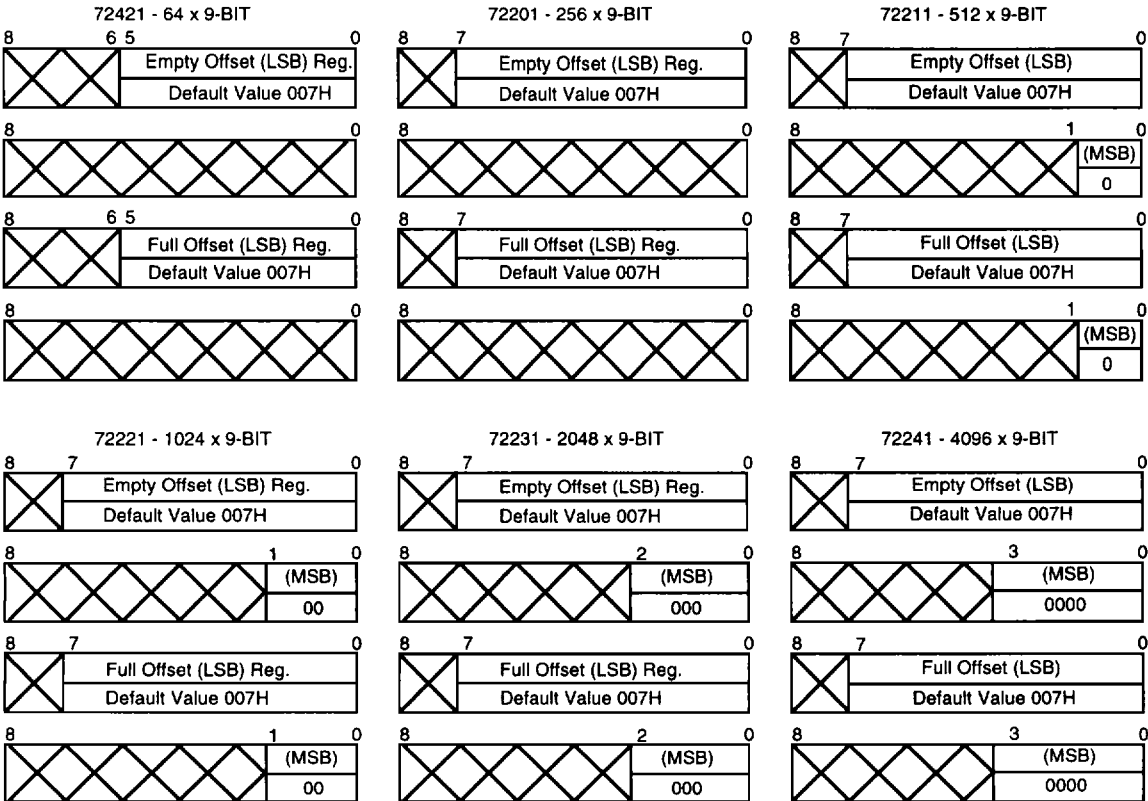 72421 - 64 x 9-BIT
8 6 5 0
Empty Offset (LSB) Reg.
Default Value 007H
8 0
8 6 5 0
Full Offset (LSB) Reg.
Default Value 007H
8 0
72201 - 256 x 9-BIT
8 7 0
Empty Offset (LSB) Reg.
Default Value 007H
8 0
8 7 0
Full Offset (LSB) Reg.
Default Value 007H
8 0
72211 - 512 x 9-BIT
8 7 0
Empty Offset (LSB)
Default Value 007H
8 1 0
(MSB)
0
8 7 0
Full Offset (LSB)
Default Value 007H
8 1 0
(MSB)
0
72221 - 1024 x 9-BIT
8 7 0
Empty Offset (LSB) Reg.
Default Value 007H
8 1 0
(MSB)
00
8 7 0
Full Offset (LSB) Reg.
Default Value 007H
8 1 0
(MSB)
00
72231 - 2048 x 9-BIT
8 7 0
Empty Offset (LSB) Reg.
Default Value 007H
8 2 0
(MSB)
000
8 7 0
Full Offset (LSB) Reg.
Default Value 007H
8 2 0
(MSB)
000
72241 - 4096 x 9-BIT
8 7 0
Empty Offset (LSB)
Default Value 007H
8 3 0
(MSB)
0000
8 7 0
Full Offset (LSB)
Default Value 007H
8 3 0
(MSB)
0000